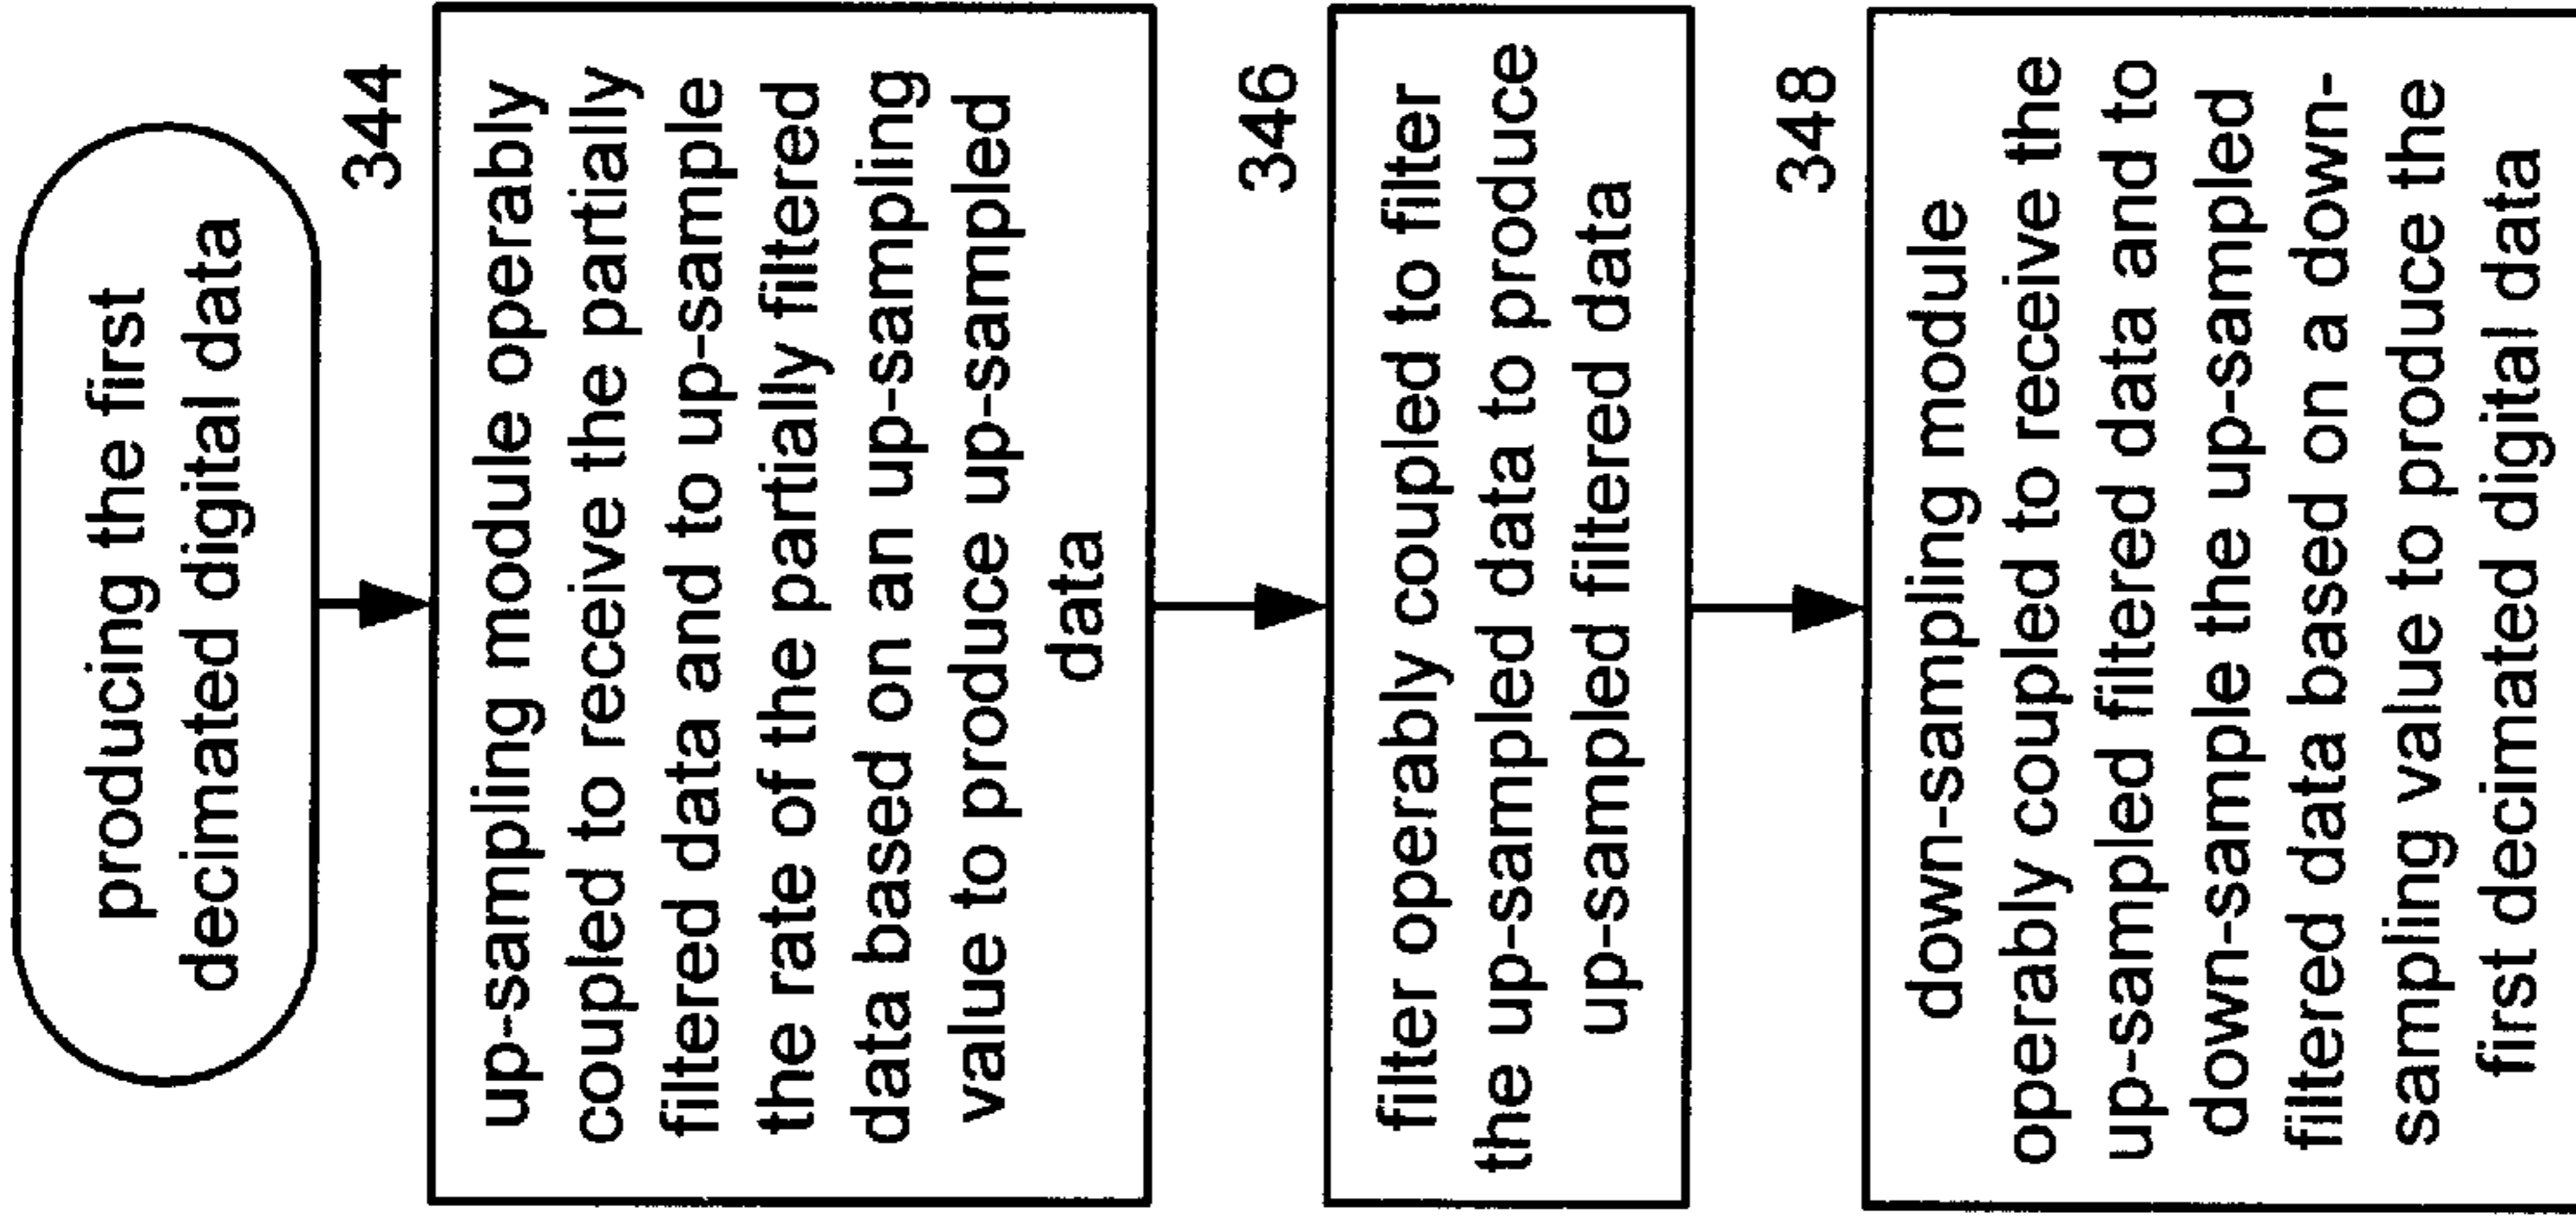 producing the first
decimated digital data
344
up-sampling module operably
coupled to receive the partially
filtered data and to up-sample
the rate of the partially filtered
data based on an up-sampling
value to produce up-sampled
data
346
filter operably coupled to filter
the up-sampled data to produce
up-sampled filtered data
348
down-sampling module
operably coupled to receive the
up-sampled filtered data and to
down-sample the up-sampled
filtered data based on a down-
sampling value to produce the
first decimated digital data